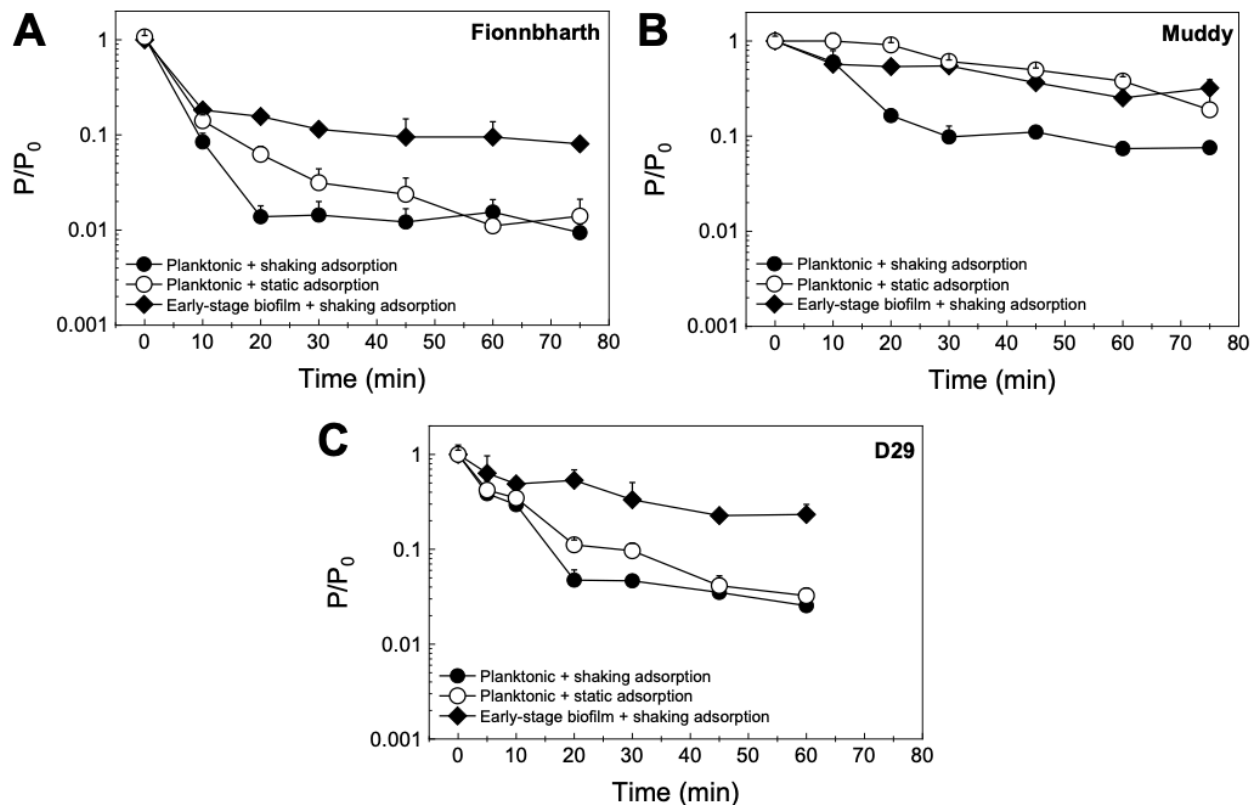 A
Fionnbharth
1
0.1
0.01
0.001
P/P0
Planktonic + shaking adsorption
Planktonic + static adsorption
Early-stage biofilm + shaking adsorption
0 10 20 30 40 50 60 70 80
Time (min)
B
Muddy
1
0.1
0.01
0.001
P/P0
Planktonic + shaking adsorption
Planktonic + static adsorption
Early-stage biofilm + shaking adsorption
0 10 20 30 40 50 60 70 80
Time (min)
C
D29
1
0.1
0.01
0.001
P/P0
Planktonic + shaking adsorption
Planktonic + static adsorption
Early-stage biofilm + shaking adsorption
0 10 20 30 40 50 60 70 80
Time (min)